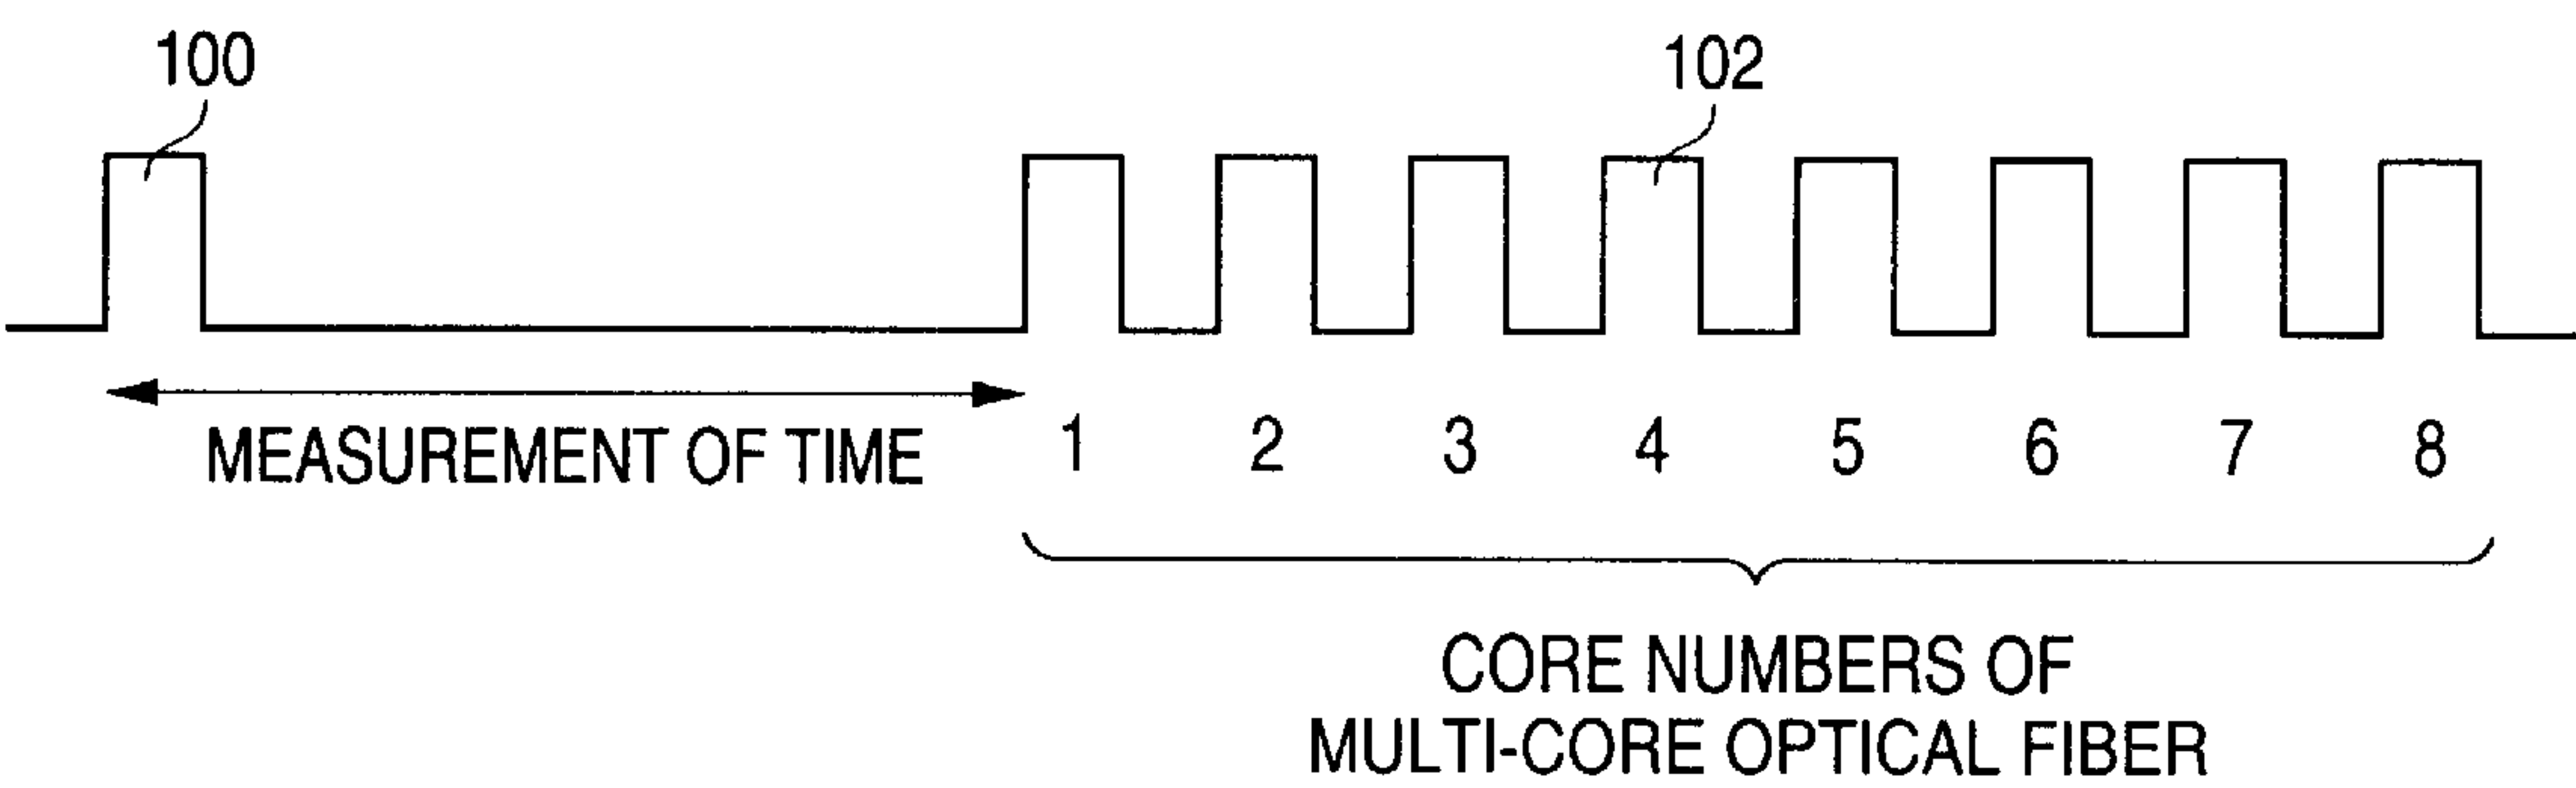 100
102
MEASUREMENT OF TIME
1 2 3 4 5 6 7 8
CORE NUMBERS OF
MULTI-CORE OPTICAL FIBER